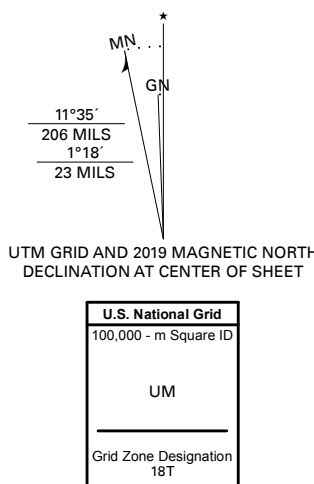 ★
MN
GN
11°35´
206 MILS
1°18´
23 MILS
UTM GRID AND 2019 MAGNETIC NORTH
DECLINATION AT CENTER OF SHEET
U.S. National Grid
100,000 - m Square ID
UM
Grid Zone Designation
18T